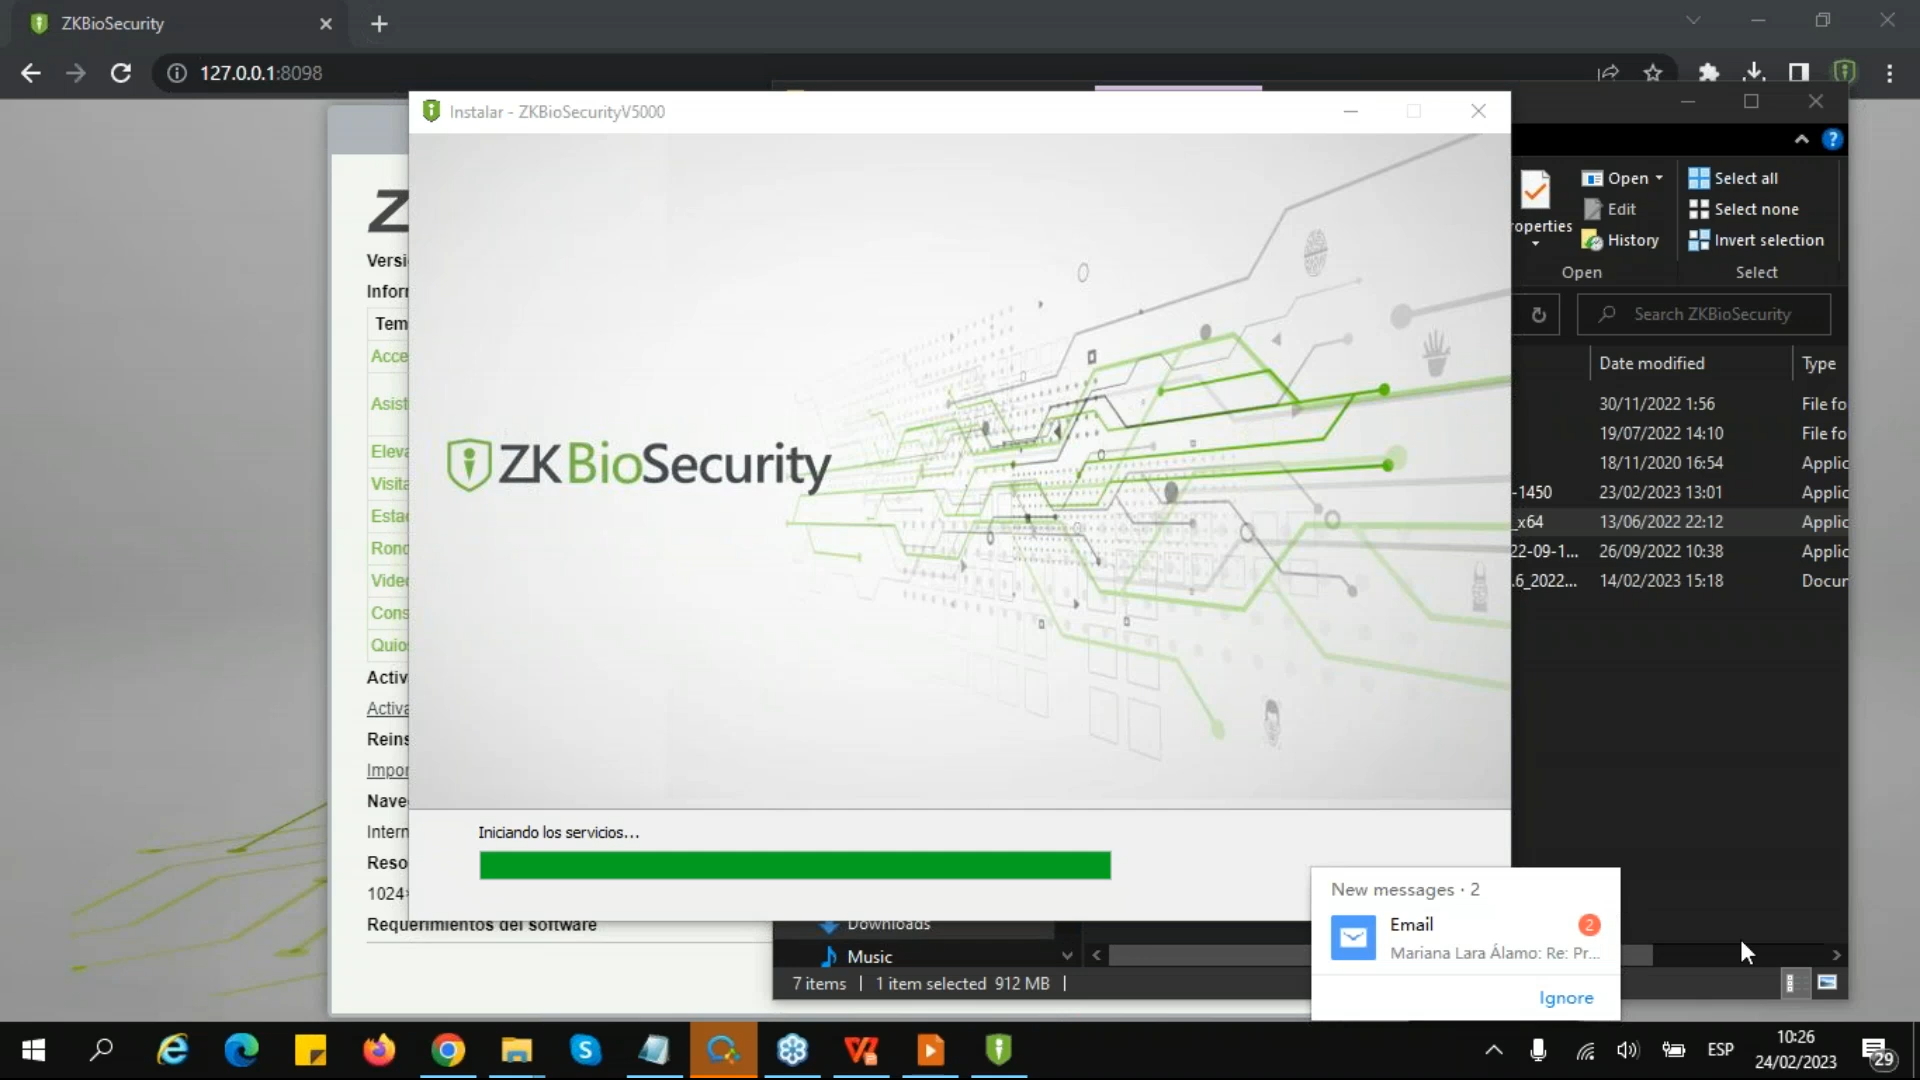 ZKBioSecurity
127.0.0.1:8098
Instalar - ZKBioSecurityV5000
Open
Select all
Edit
Select none
operties
History
Invert selection
Open
Select
Z
Versi
Infor
Tem
Acce
Asist
Eleva
Visita
Estac
Rond
Vide
Cons
Quio
Activ
Activa
Reins
Impor
Nave
Intern
Reso
1024
Requerimientos del software
ZKBioSecurity
Search ZKBioSecurity
Date modified
Type
30/11/2022 1:56
File fo
19/07/2022 14:10
File fo
18/11/2020 16:54
Applic
-1450
23/02/2023 13:01
Applic
_x64
13/06/2022 22:12
Applic
22-09-1...
26/09/2022 10:38
Applic
.6_2022...
14/02/2023 15:18
Docur
Iniciando los servicios...
Downloads
Music
7 items
1 item selected 912 MB
New messages · 2
Email
2
Mariana Lara Álamo: Re: Pr...
Ignore
ESP
10:26
24/02/2023
29